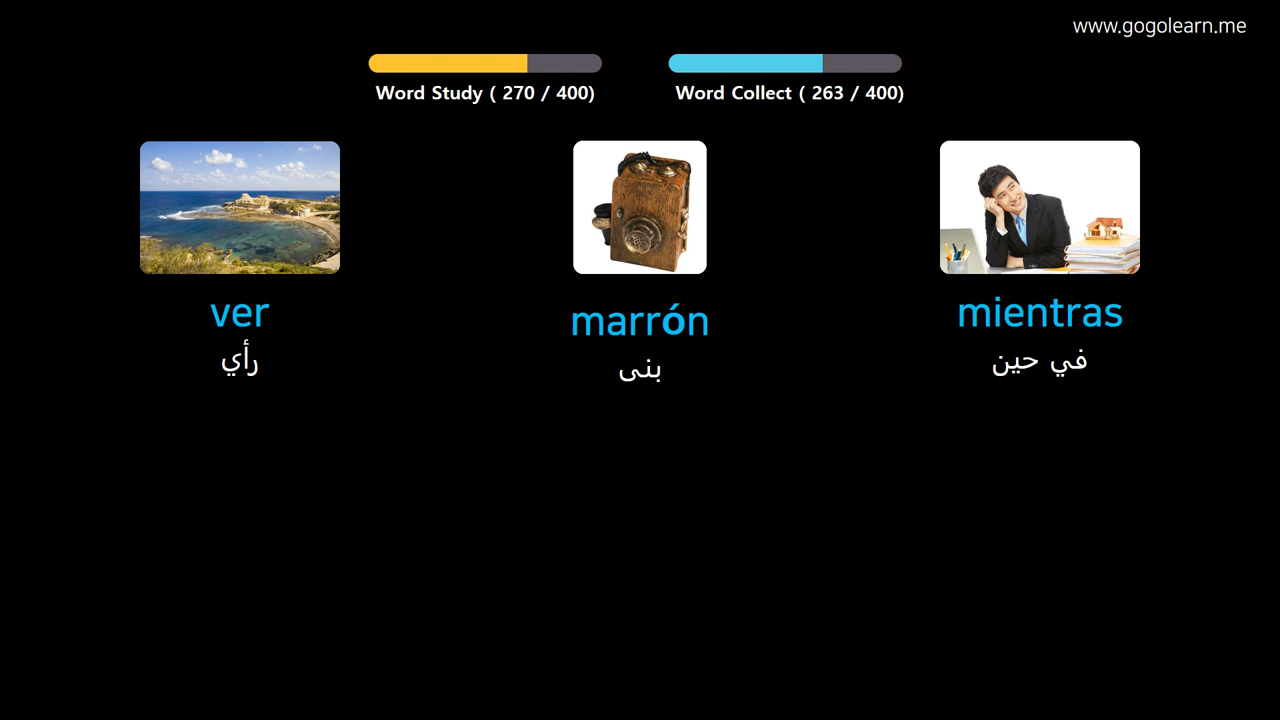 www.gogolearn.me
Word Study ( 270 / 400)
Word Collect ( 263 / 400)
ver
رأي
marrón
بنى
mientras
في حين